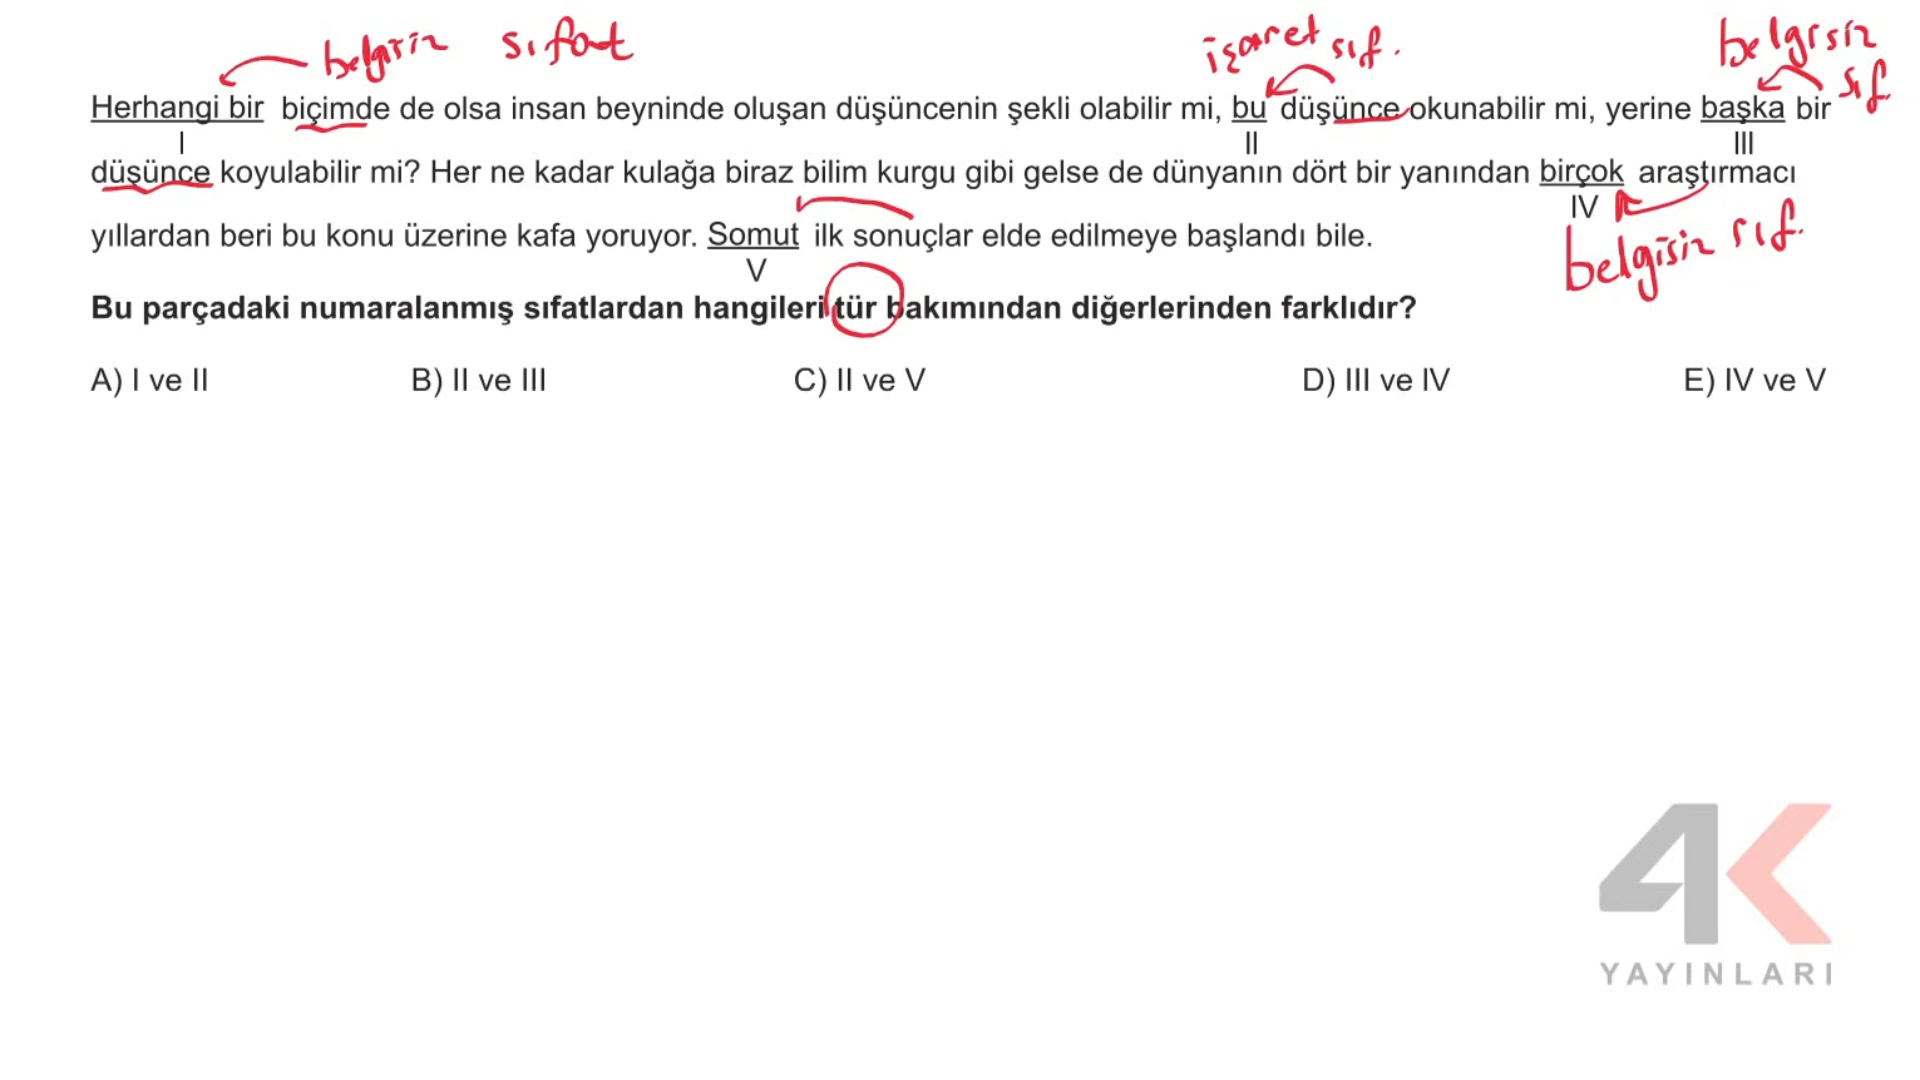 belgisiz sıfat
işaret sıf.
belgisiz sıf.
Herhangi bir biçimde de olsa insan beyninde oluşan düşüncenin şekli olabilir mi, bu düşünce okunabilir mi, yerine başka bir
I II III
düşünce koyulabilir mi? Her ne kadar kulağa biraz bilim kurgu gibi gelse de dünyanın dört bir yanından birçok araştırmacı
IV
yıllardan beri bu konu üzerine kafa yoruyor. Somut ilk sonuçlar elde edilmeye başlandı bile.
belgisiz sıf.
V
Bu parçadaki numaralanmış sıfatlardan hangileri tür bakımından diğerlerinden farklıdır?
A) I ve II B) II ve III C) II ve V D) III ve IV E) IV ve V
4K
YAYINLARI